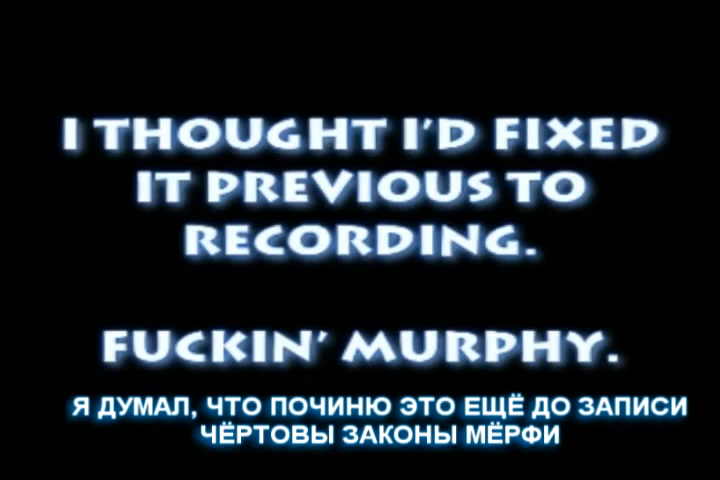 I THOUGHT I'D FIXED
IT PREVIOUS TO
RECORDING.
FUCKIN' MURPHY.
Я ДУМАЛ, ЧТО ПОЧИНЮ ЭТО ЕЩЁ ДО ЗАПИСИ
ЧЁРТОВЫ ЗАКОНЫ МЁРФИ